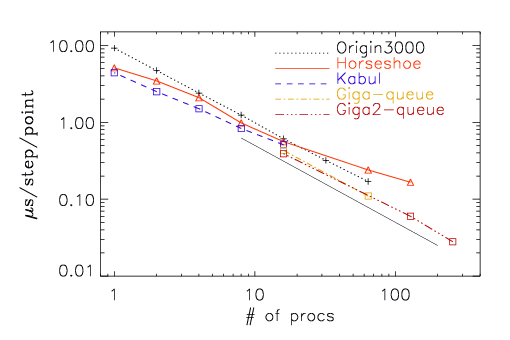 10.00
1.00
0.10
0.01
μs/step/point
Origin3000
Horseshoe
Kabul
Giga-queue
Giga2-queue
1
10
100
# of procs